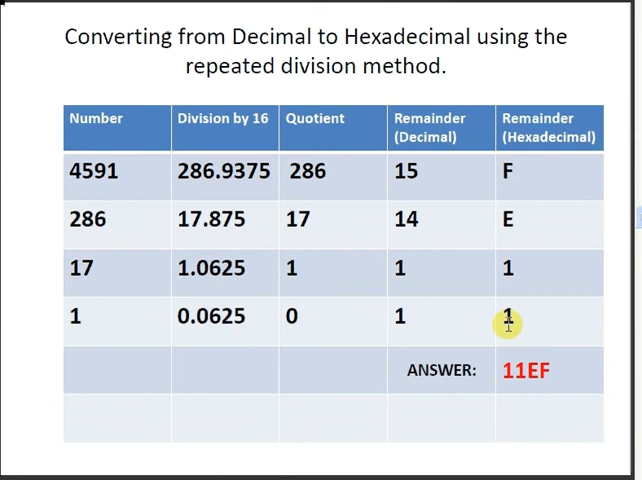 Converting from Decimal to Hexadecimal using the
repeated division method.
Number Division by 16 Quotient Remainder (Decimal) Remainder (Hexadecimal)
4591 286.9375 286 15 F
286 17.875 17 14 E
17 1.0625 1 1 1
1 0.0625 0 1 1
ANSWER: 11EF